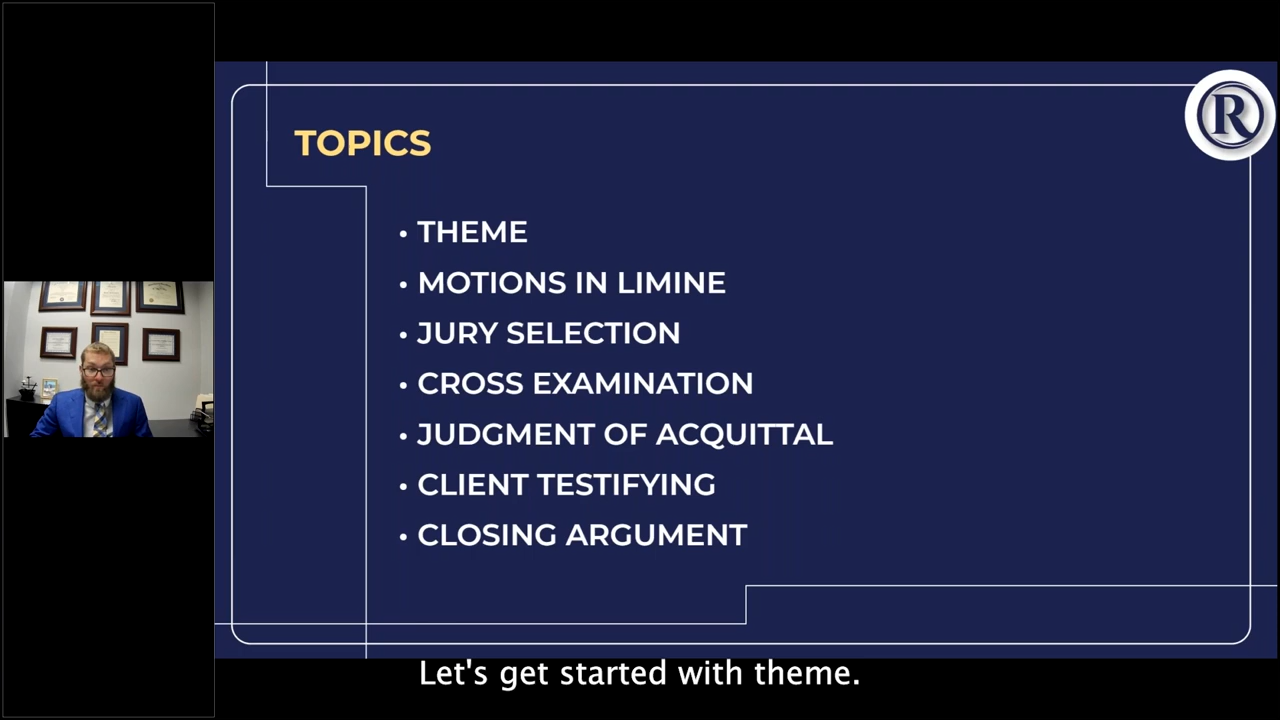 R
TOPICS
• THEME
• MOTIONS IN LIMINE
• JURY SELECTION
• CROSS EXAMINATION
• JUDGMENT OF ACQUITTAL
• CLIENT TESTIFYING
• CLOSING ARGUMENT
Let's get started with theme.